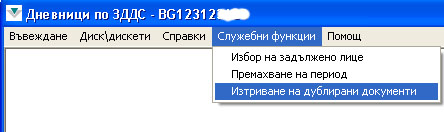 Дневници по ЗДДС - BG123123
Въвеждане Диск\дискети Справки Служебни функции Помощ
Избор на задължено лице
Премахване на период
Изтриване на дублирани документи